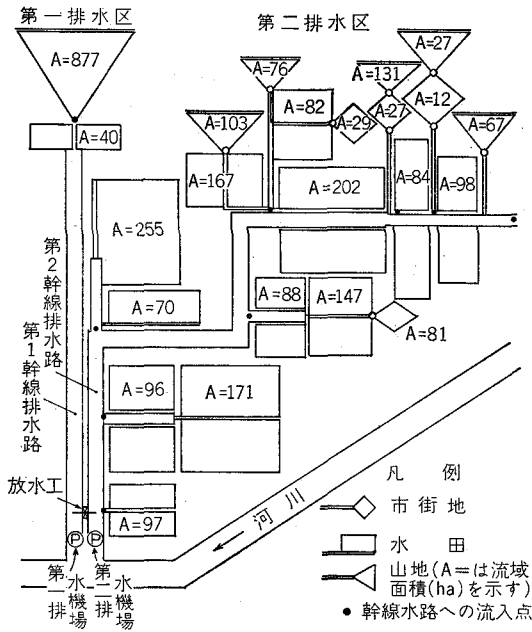 第一排水区
第二排水区
A=877
A=40
A=76
A=27
A=131
A=82
A=29
A=27
A=12
A=103
A=67
A=167
A=202
A=84
A=98
A=255
A=70
A=88
A=147
A=81
A=96
A=171
A=97
第2幹線排水路
第1幹線排水路
放水工
河川
P
P
第一排水機場
第二排水機場
凡例
市街地
水田
山地(A=は流域
面積(ha)を示す)
幹線水路への流入点